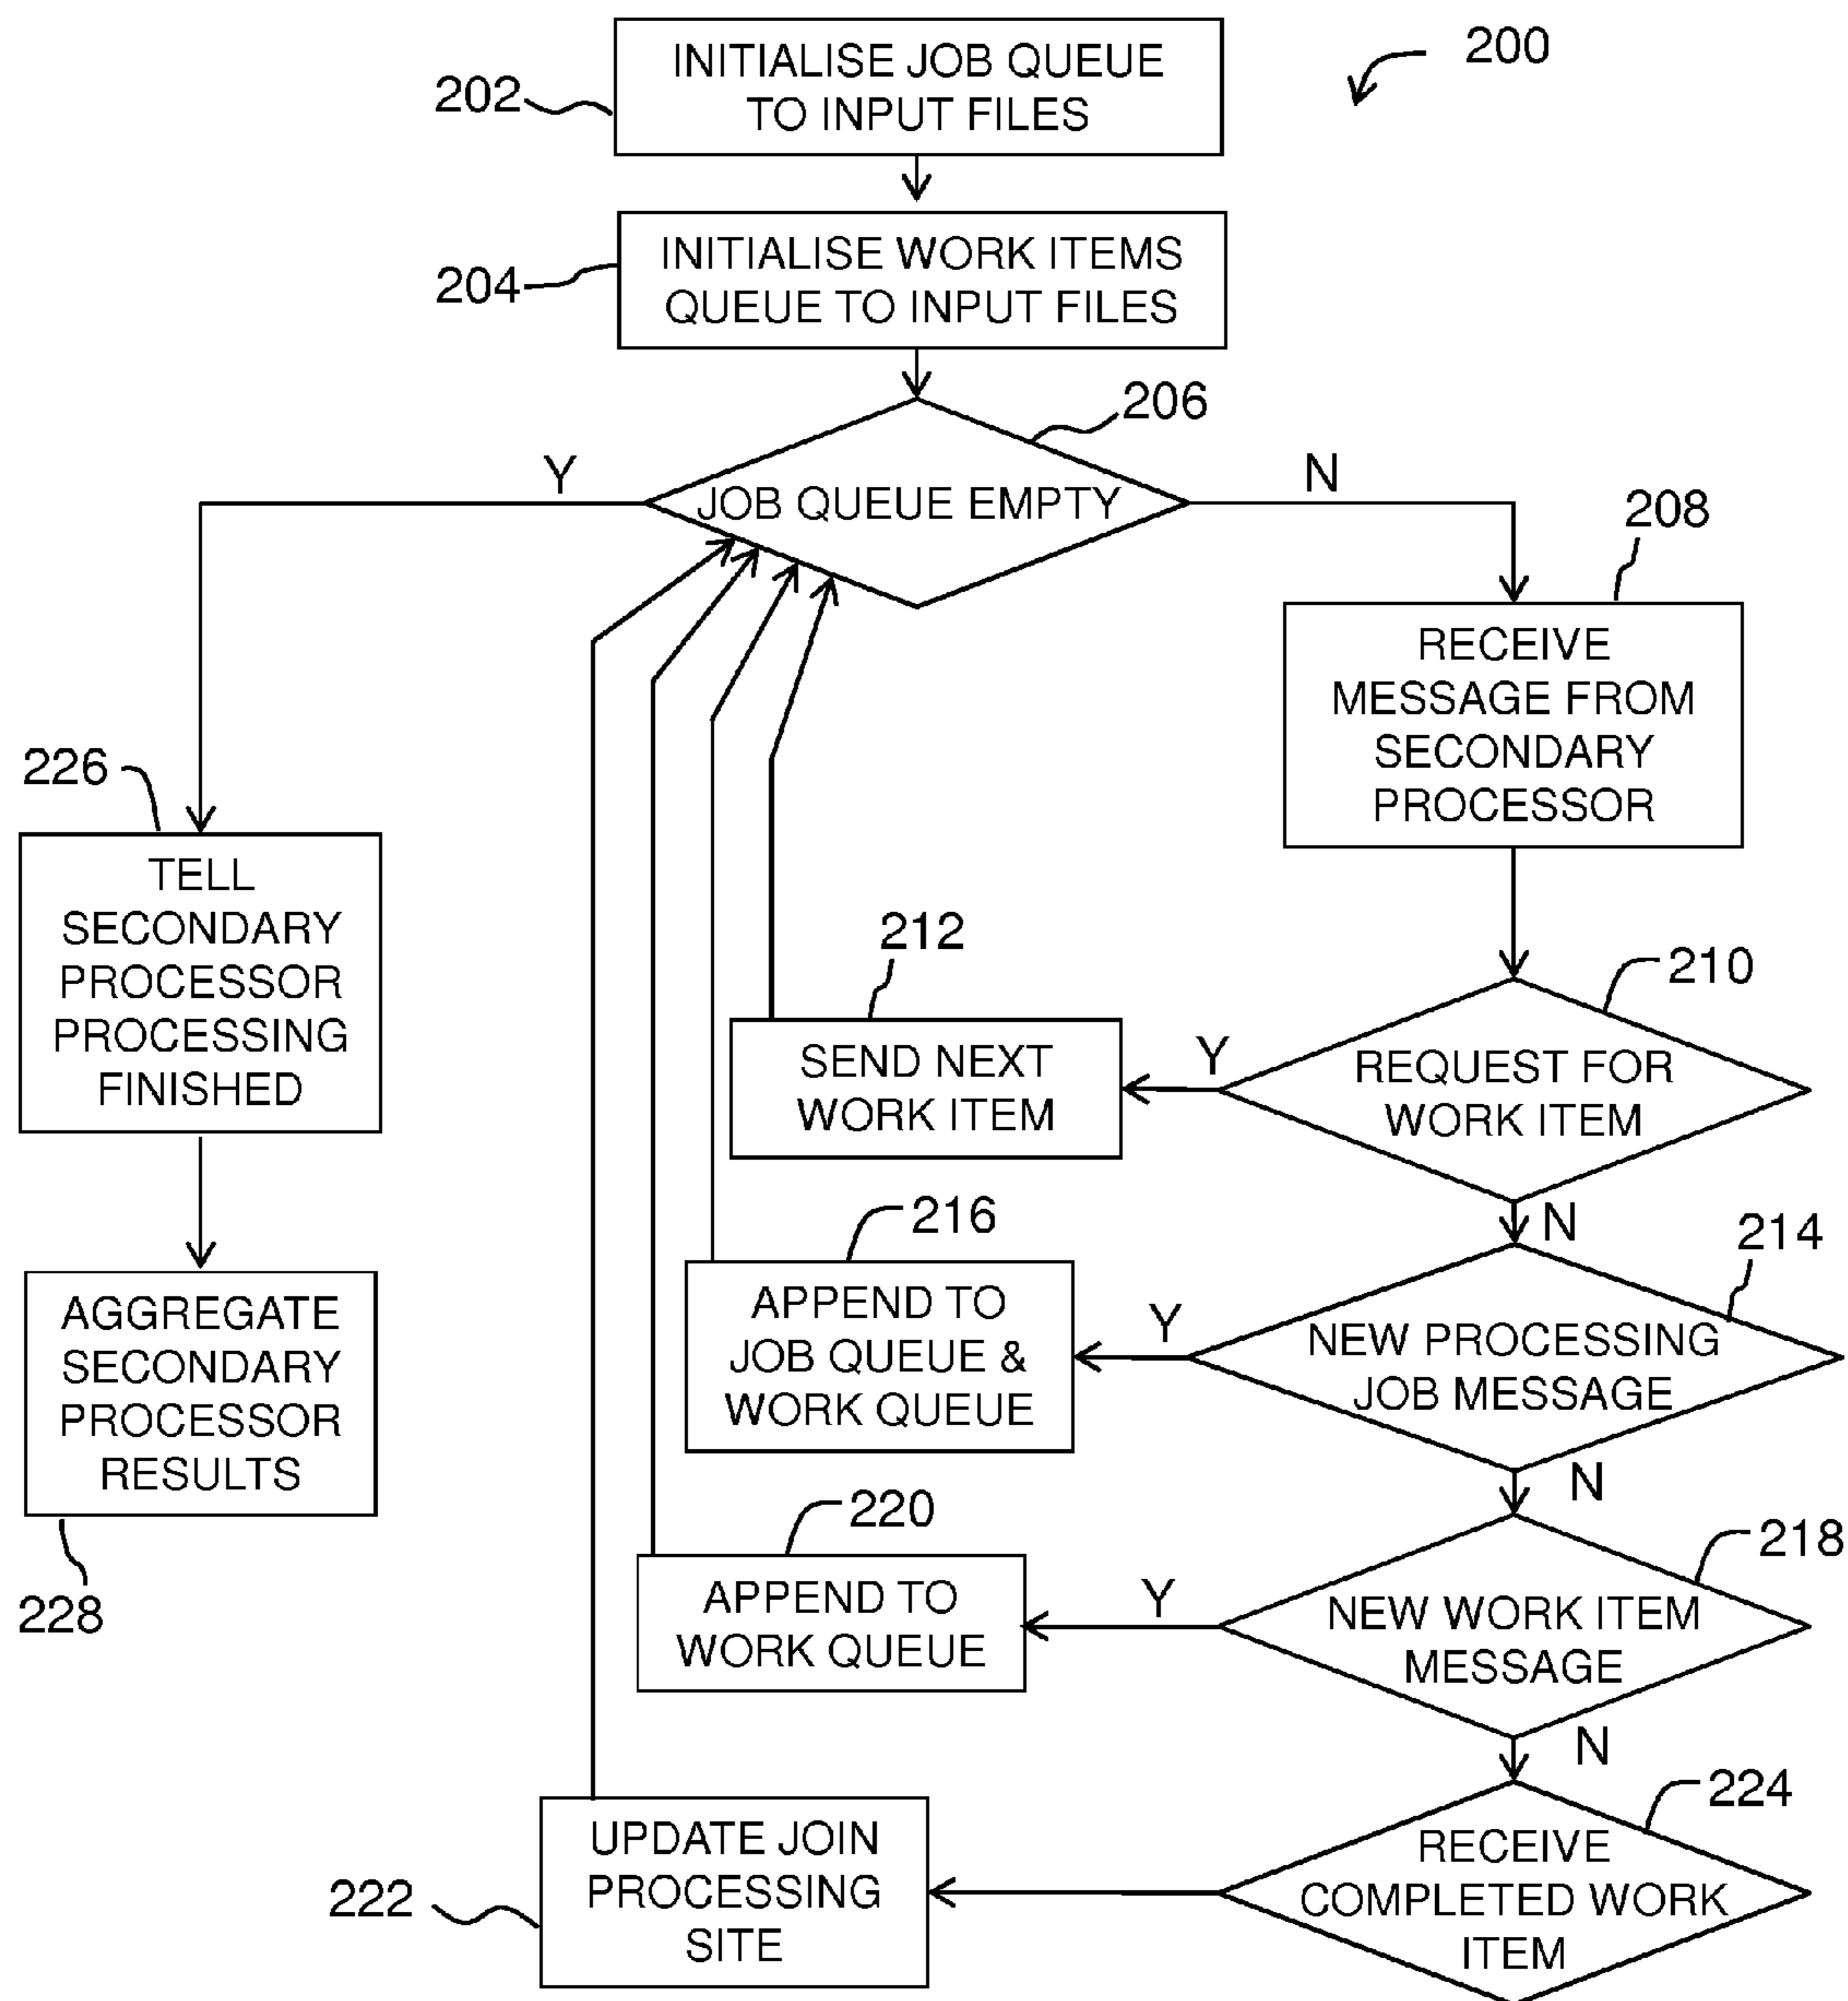 200
202
INITIALISE JOB QUEUE
TO INPUT FILES
204
INITIALISE WORK ITEMS
QUEUE TO INPUT FILES
206
JOB QUEUE EMPTY
Y
N
208
RECEIVE
MESSAGE FROM
SECONDARY
PROCESSOR
226
TELL
SECONDARY
PROCESSOR
PROCESSING
FINISHED
212
SEND NEXT
WORK ITEM
Y
210
REQUEST FOR
WORK ITEM
N
216
APPEND TO
JOB QUEUE &
WORK QUEUE
Y
214
NEW PROCESSING
JOB MESSAGE
N
AGGREGATE
SECONDARY
PROCESSOR
RESULTS
228
220
APPEND TO
WORK QUEUE
Y
218
NEW WORK ITEM
MESSAGE
N
222
UPDATE JOIN
PROCESSING
SITE
224
RECEIVE
COMPLETED WORK
ITEM